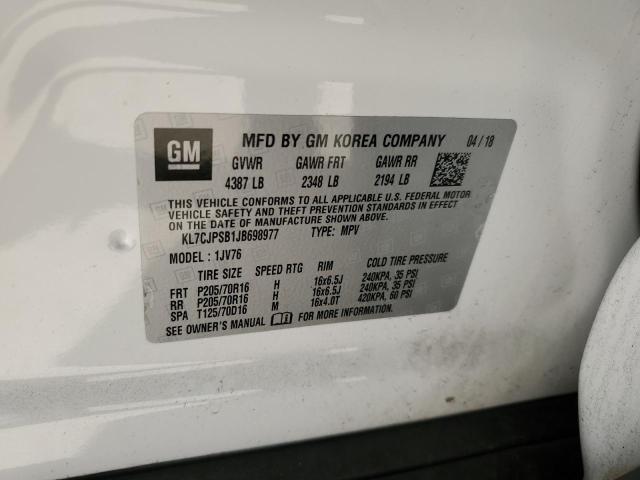 GM MFD BY GM KOREA COMPANY 04/18
GVWR GAWR FRT GAWR RR
4387 LB 2348 LB 2194 LB
THIS VEHICLE CONFORMS TO ALL APPLICABLE U.S. FEDERAL MOTOR
VEHICLE SAFETY AND THEFT PREVENTION STANDARDS IN EFFECT
ON THE DATE OF MANUFACTURE SHOWN ABOVE.
KL7CJPSB1JB698977 TYPE: MPV
MODEL: 1JV76
TIRE SIZE SPEED RTG RIM COLD TIRE PRESSURE
FRT P205/70R16 H 16x6.5J 240KPA, 35 PSI
RR P205/70R16 H 16x6.5J 240KPA, 35 PSI
SPA T125/70D16 M 16x4.0T 420KPA, 60 PSI
SEE OWNER'S MANUAL FOR MORE INFORMATION